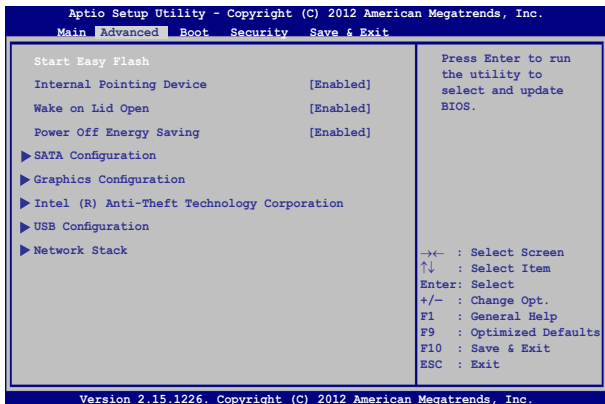 Aptio Setup Utility - Copyright (C) 2012 American Megatrends, Inc.
Main Advanced Boot Security Save & Exit
Start Easy Flash
Internal Pointing Device [Enabled]
Wake on Lid Open [Enabled]
Power Off Energy Saving [Enabled]
SATA Configuration
Graphics Configuration
Intel (R) Anti-Theft Technology Corporation
USB Configuration
Network Stack
Press Enter to run
the utility to
select and update
BIOS.
→← : Select Screen
↑↓ : Select Item
Enter: Select
+/— : Change Opt.
F1 : General Help
F9 : Optimized Defaults
F10 : Save & Exit
ESC : Exit
Version 2.15.1226. Copyright (C) 2012 American Megatrends, Inc.